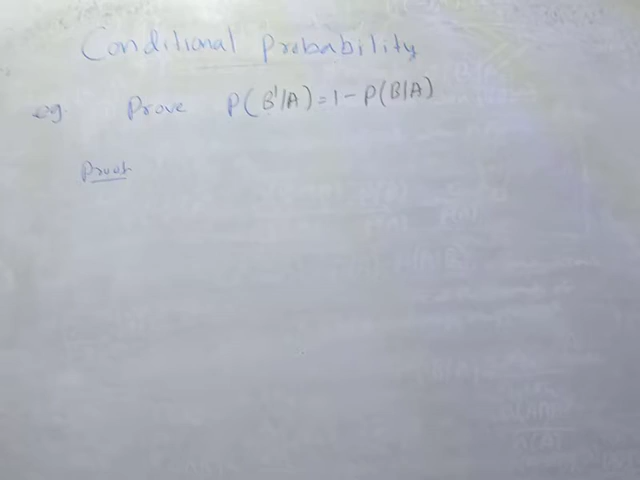 Conditional Probability
eg. Prove P(B'/A) = 1 - P(B/A)
Proof